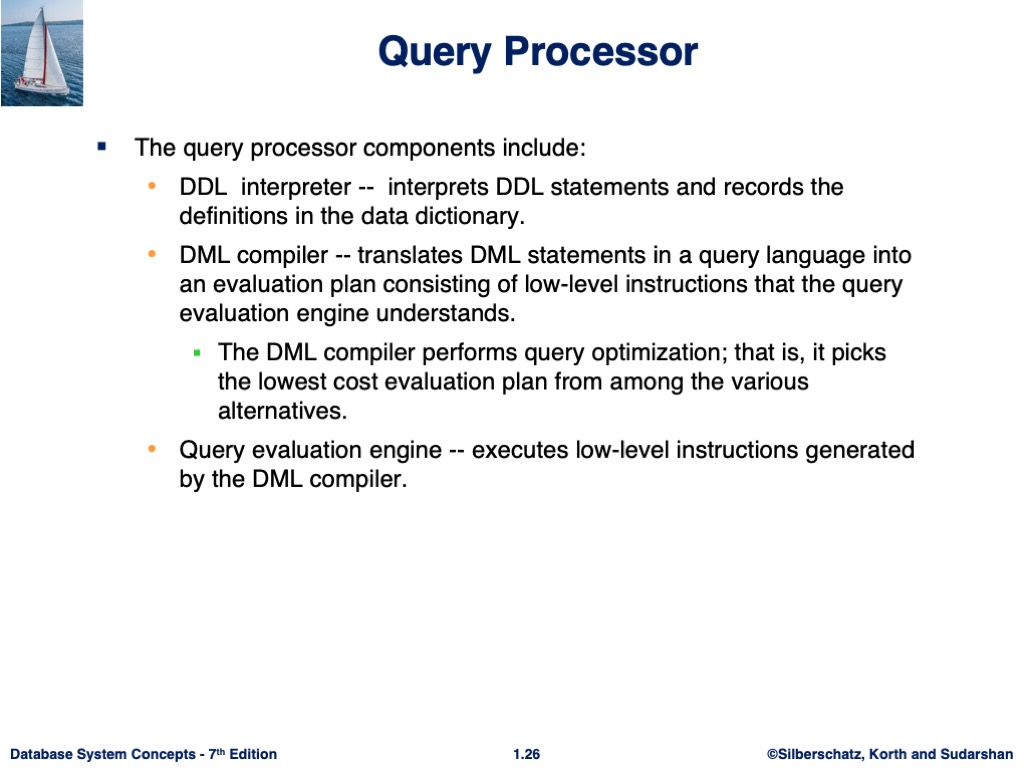 Query Processor
The query processor components include:
DDL  interpreter --  interprets DDL statements and records the
definitions in the data dictionary.
DML compiler -- translates DML statements in a query language into
an evaluation plan consisting of low-level instructions that the query
evaluation engine understands.
The DML compiler performs query optimization; that is, it picks
the lowest cost evaluation plan from among the various
alternatives.
Query evaluation engine -- executes low-level instructions generated
by the DML compiler.
Database System Concepts - 7th Edition 1.26 ©Silberschatz, Korth and Sudarshan